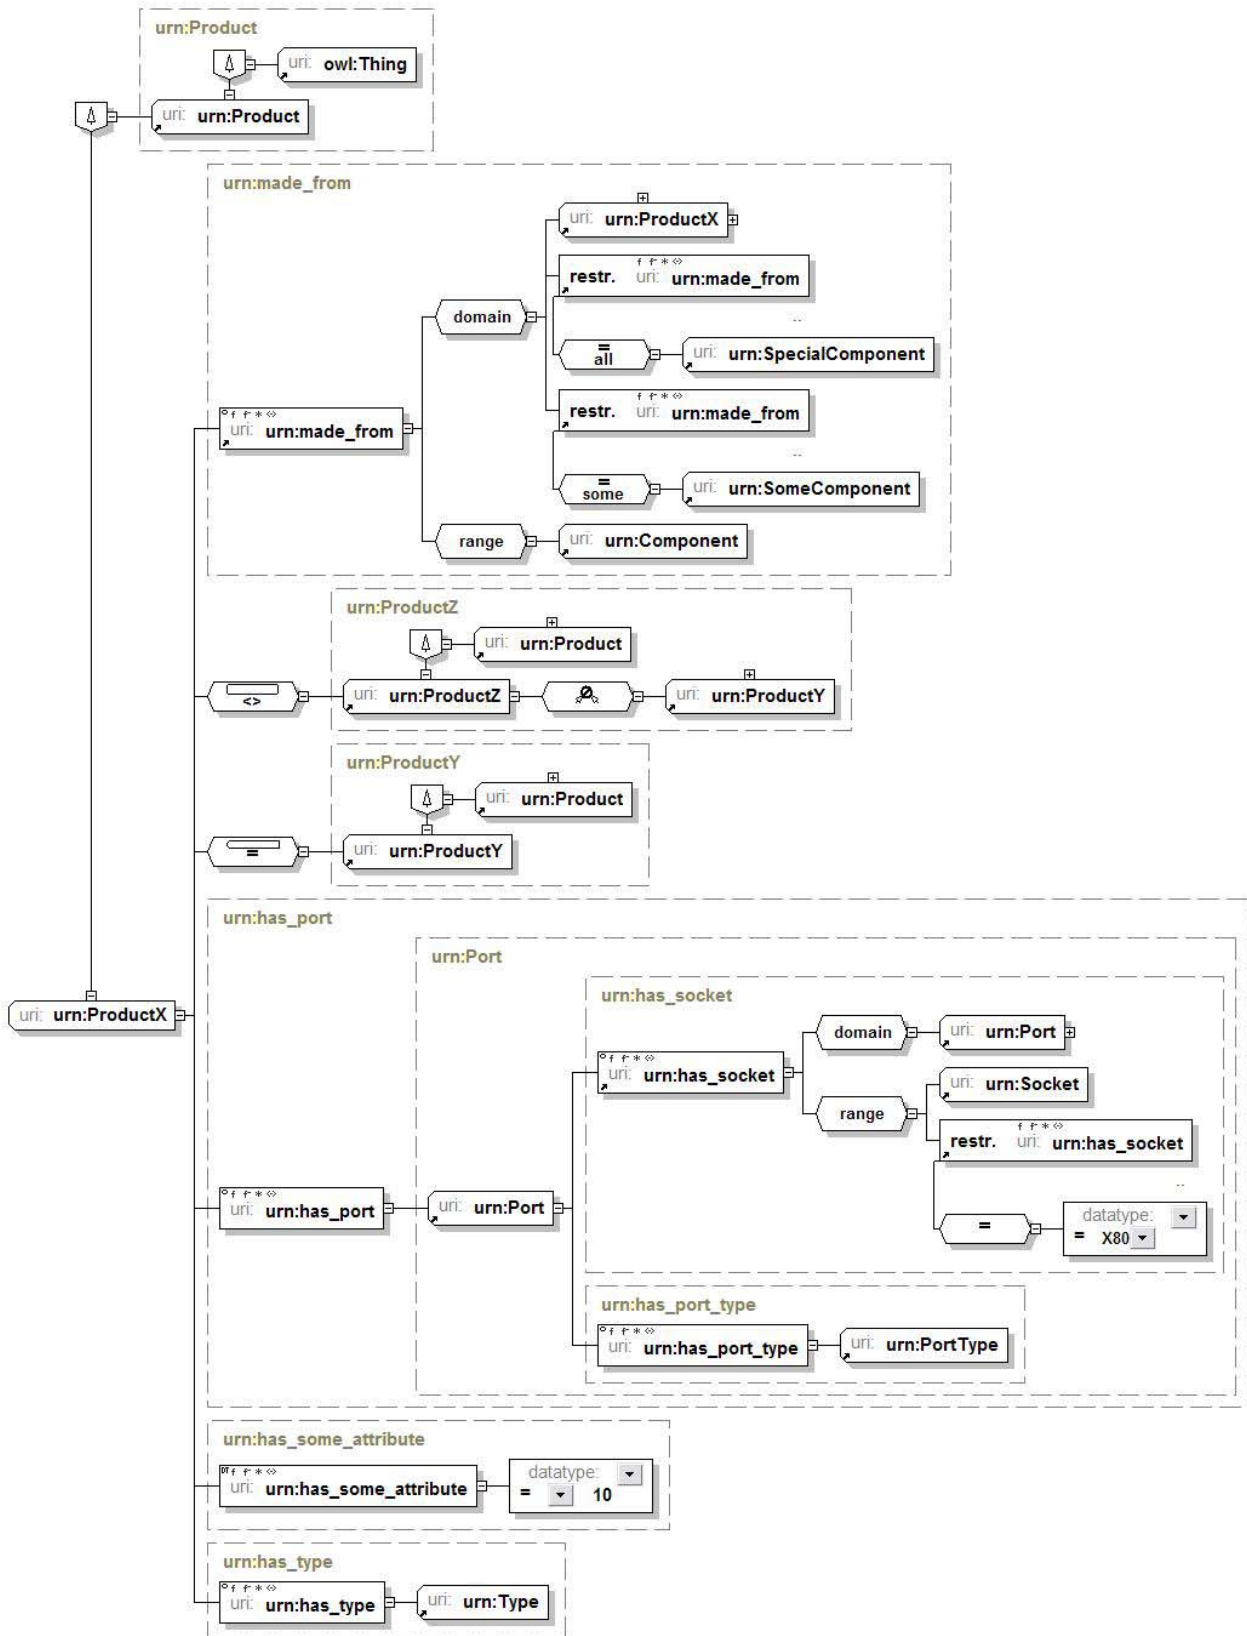 urn:Product
uri: owl:Thing
uri: urn:Product
urn:made_from
uri: urn:ProductX
restr. uri: urn:made_from
..
domain
= all
uri: urn:SpecialComponent
restr. uri: urn:made_from
uri: urn:made_from
..
= some
uri: urn:SomeComponent
range
uri: urn:Component
urn:ProductZ
uri: urn:Product
<>
uri: urn:ProductZ
uri: urn:ProductY
urn:ProductY
uri: urn:Product
=
uri: urn:ProductY
urn:has_port
urn:Port
urn:has_socket
uri: urn:ProductX
domain
uri: urn:Port
uri: urn:has_socket
uri: urn:Socket
range
restr. uri: urn:has_socket
..
uri: urn:has_port
uri: urn:Port
=
datatype:
= X80
urn:has_port_type
uri: urn:has_port_type
uri: urn:PortType
urn:has_some_attribute
uri: urn:has_some_attribute
datatype:
= 10
urn:has_type
uri: urn:has_type
uri: urn:Type